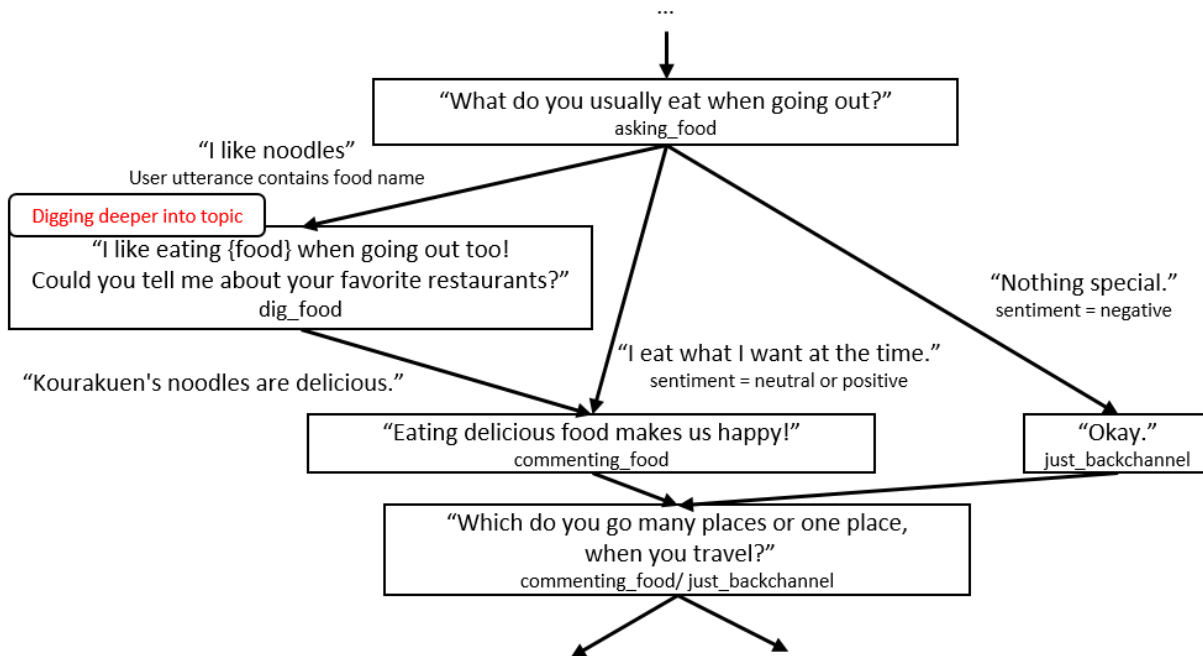 ...
“What do you usually eat when going out?”
asking_food
“I like noodles”
User utterance contains food name
Digging deeper into topic
“I like eating {food} when going out too!
Could you tell me about your favorite restaurants?”
dig_food
“Nothing special.”
sentiment = negative
“I eat what I want at the time.”
sentiment = neutral or positive
“Kourakuen's noodles are delicious.”
“Eating delicious food makes us happy!”
commenting_food
“Okay.”
just_backchannel
“Which do you go many places or one place,
when you travel?”
commenting_food/ just_backchannel